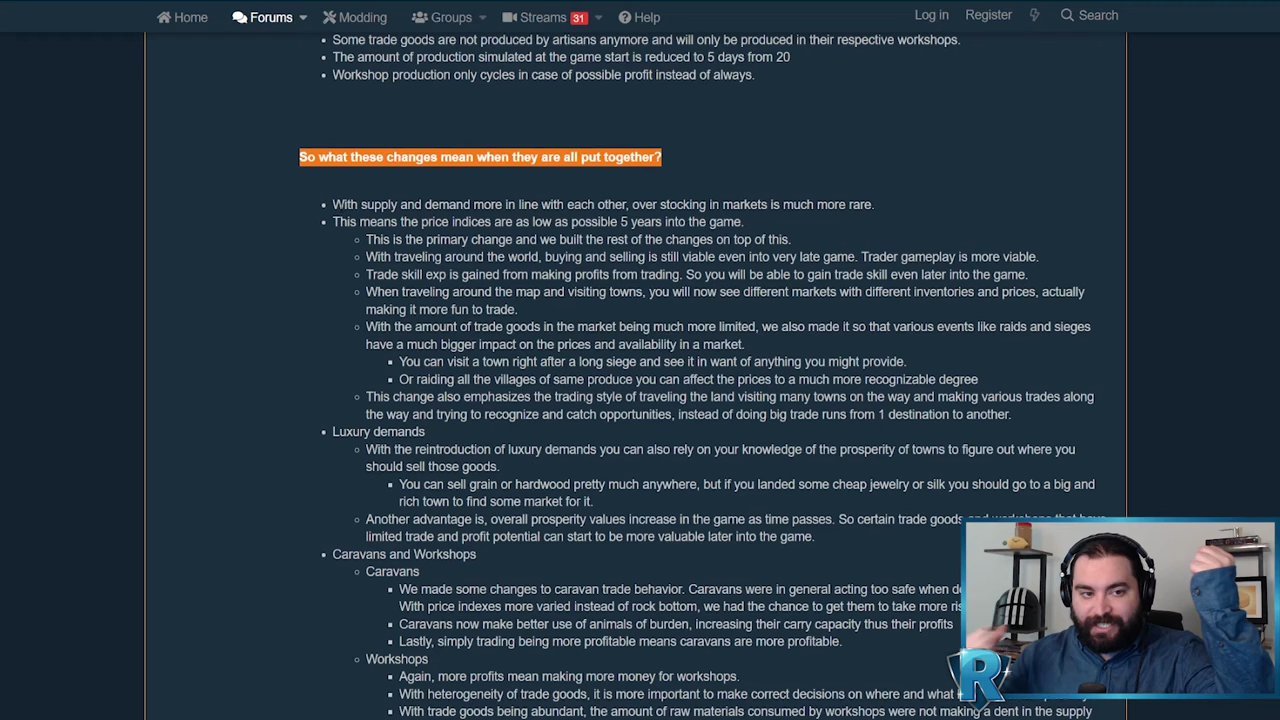 Home Forums Modding Groups Streams 31 Help Log in Register Search
Some trade goods are not produced by artisans anymore and will only be produced in their respective workshops.
The amount of production simulated at the game start is reduced to 5 days from 20
Workshop production only cycles in case of possible profit instead of always.
So what these changes mean when they are all put together?
With supply and demand more in line with each other, over stocking in markets is much more rare.
This means the price indices are as low as possible 5 years into the game.
This is the primary change and we built the rest of the changes on top of this.
With traveling around the world, buying and selling is still viable even into very late game. Trader gameplay is more viable.
Trade skill exp is gained from making profits from trading. So you will be able to gain trade skill even later into the game.
When traveling around the map and visiting towns, you will now see different markets with different inventories and prices, actually
making it more fun to trade.
With the amount of trade goods in the market being much more limited, we also made it so that various events like raids and sieges
have a much bigger impact on the prices and availability in a market.
You can visit a town right after a long siege and see it in want of anything you might provide.
Or raiding all the villages of same produce you can affect the prices to a much more recognizable degree
This change also emphasizes the trading style of traveling the land visiting many towns on the way and making various trades along
the way and trying to recognize and catch opportunities, instead of doing big trade runs from 1 destination to another.
Luxury demands
With the reintroduction of luxury demands you can also rely on your knowledge of the prosperity of towns to figure out where you
should sell those goods.
You can sell grain or hardwood pretty much anywhere, but if you landed some cheap jewelry or silk you should go to a big and
rich town to find some market for it.
Another advantage is, overall prosperity values increase in the game as time passes. So certain trade goods and workshops that have
limited trade and profit potential can start to be more valuable later into the game.
Caravans and Workshops
Caravans
We made some changes to caravan trade behavior. Caravans were in general acting too safe when
With price indexes more varied instead of rock bottom, we had the chance to get them to take more
Caravans now make better use of animals of burden, increasing their carry capacity thus their profits
Lastly, simply trading being more profitable means caravans are more profitable.
Workshops
Again, more profits mean making more money for workshops.
With heterogeneity of trade goods, it is more important to make correct decisions on where and what
With trade goods being abundant, the amount of raw materials consumed by workshops were not making a dent in the supply
R